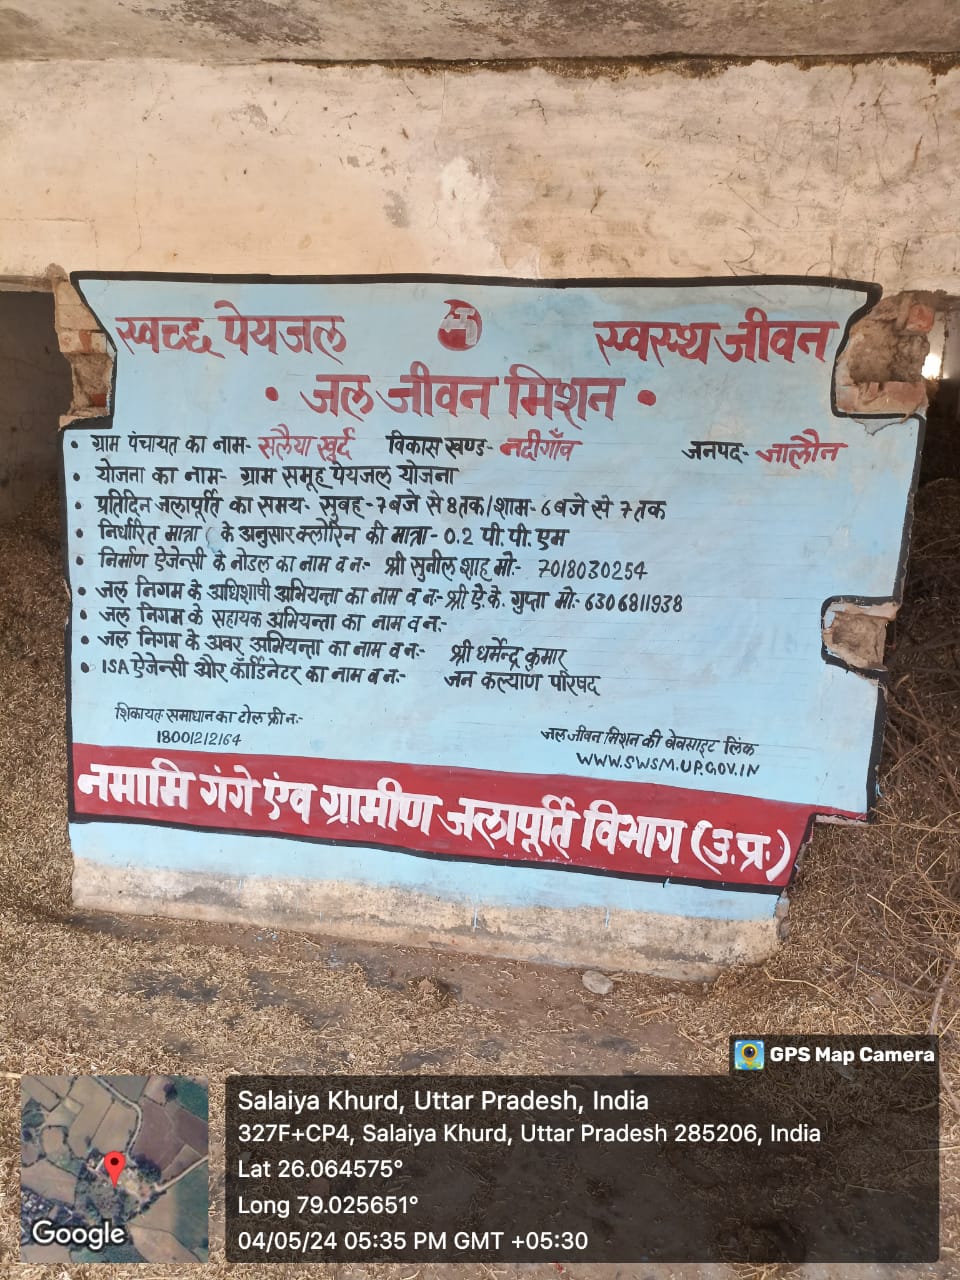 स्वच्छ पेयजल स्वस्थ जीवन
• जल जीवन मिशन •
• ग्राम पंचायत का नाम- सलैया खुर्द विकास खण्ड- नदीगाँव जनपद- जालौन
• योजना का नाम- ग्राम समूह पेयजल योजना
• प्रतिदिन जलापूर्ति का समय- सुबह-7 बजे से 8 तक/शाम-6 बजे से 7 तक
• निर्धारित मात्रा के अनुसार क्लोरिन की मात्रा - 0.2 पी.पी.एम
• निर्माण ऐजेन्सी के नोडल का नाम व नः- श्री सुनील शाह मोः- 7018030254
• जल निगम के अधिशाषी अभियन्ता का नाम व नः- श्री ऐ.के. गुप्ता मोः- 6306811938
• जल निगम के सहायक अभियन्ता का नाम व नः-
• जल निगम के अवर अभियन्ता का नाम व नः- श्री धर्मेन्द्र कुमार
• ISA ऐजेन्सी और कॉर्डिनेटर का नाम व नः- जन कल्याण परिषद
शिकायत समाधान का टोल फ्री नः-
18001212164
जल जीवन मिशन की वेबसाइट लिंक
WWW.SWSM.UP.GOV.IN
नमामि गंगे एंव ग्रामीण जलापूर्ति विभाग (उ.प्र.)
GPS Map Camera
Salaiya Khurd, Uttar Pradesh, India
327F+CP4, Salaiya Khurd, Uttar Pradesh 285206, India
Lat 26.064575°
Long 79.025651°
04/05/24 05:35 PM GMT +05:30
Google